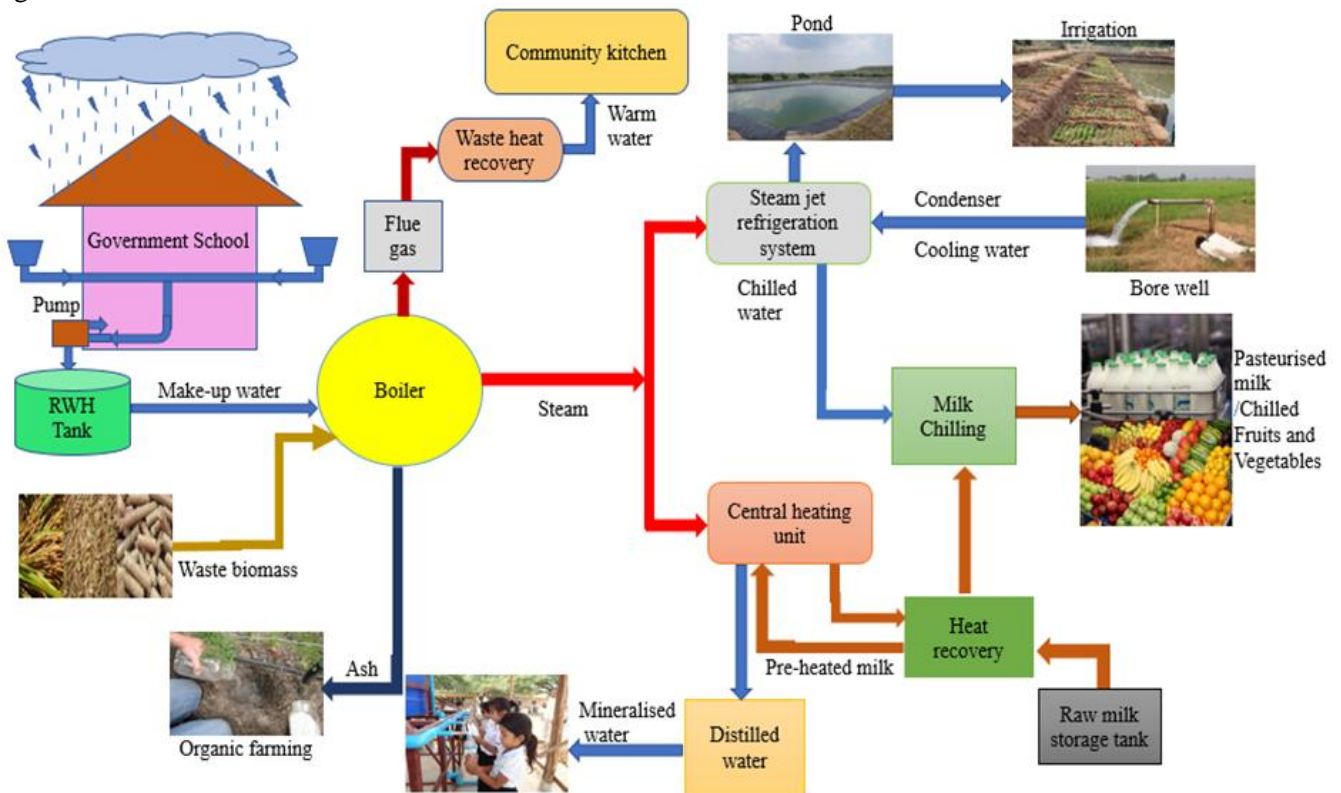 Pond
Irrigation
Community kitchen
Warm
water
Waste heat
recovery
Flue
gas
Steam jet
refrigeration
system
Condenser
Cooling water
Bore well
Government School
Pump
RWH
Tank
Make-up water
Boiler
Steam
Chilled
water
Milk
Chilling
Pasteurised
milk
/Chilled
Fruits and
Vegetables
Waste biomass
Central heating
unit
Heat
recovery
Pre-heated milk
Raw milk
storage tank
Ash
Organic farming
Mineralised
water
Distilled
water